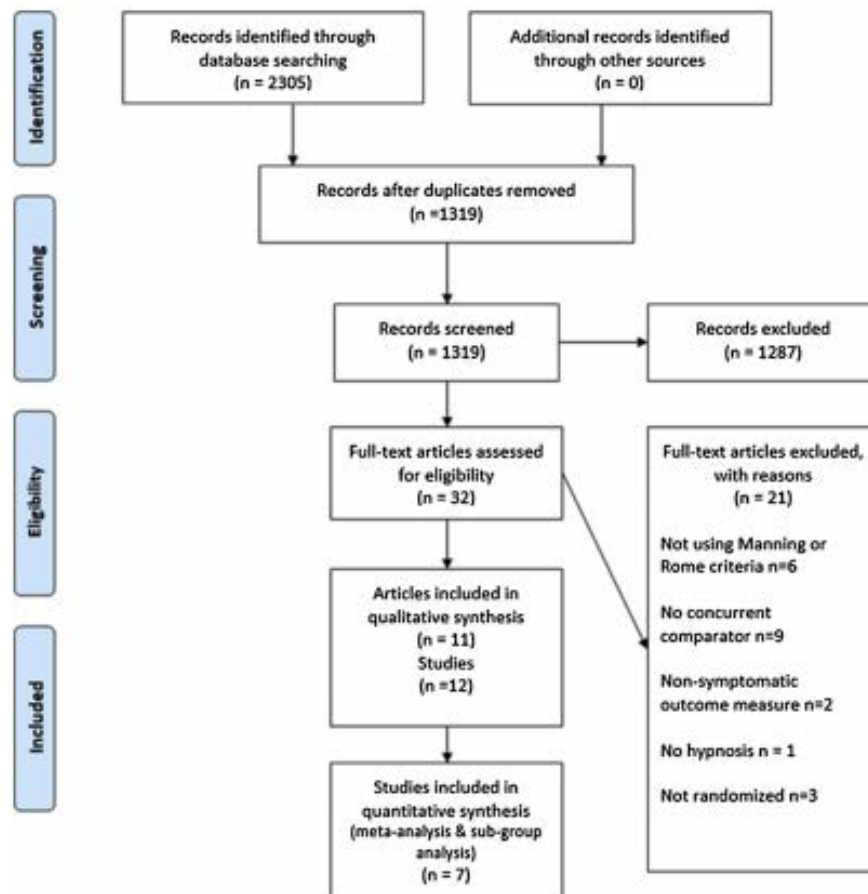 Identification
Records identified through
database searching
(n = 2305)
Additional records identified
through other sources
(n = 0)
Records after duplicates removed
(n =1319)
Screening
Records screened
(n = 1319)
Records excluded
(n = 1287)
Eligibility
Full-text articles assessed
for eligibility
(n = 32)
Full-text articles excluded,
with reasons
(n = 21)
Not using Manning or
Rome criteria n=6
No concurrent
comparator n=9
Non-symptomatic
outcome measure n=2
No hypnosis n = 1
Not randomized n=3
Included
Articles included in
qualitative synthesis
(n = 11)
Studies
(n =12)
Studies included in
quantitative synthesis
(meta-analysis & sub-group
analysis)
(n = 7)